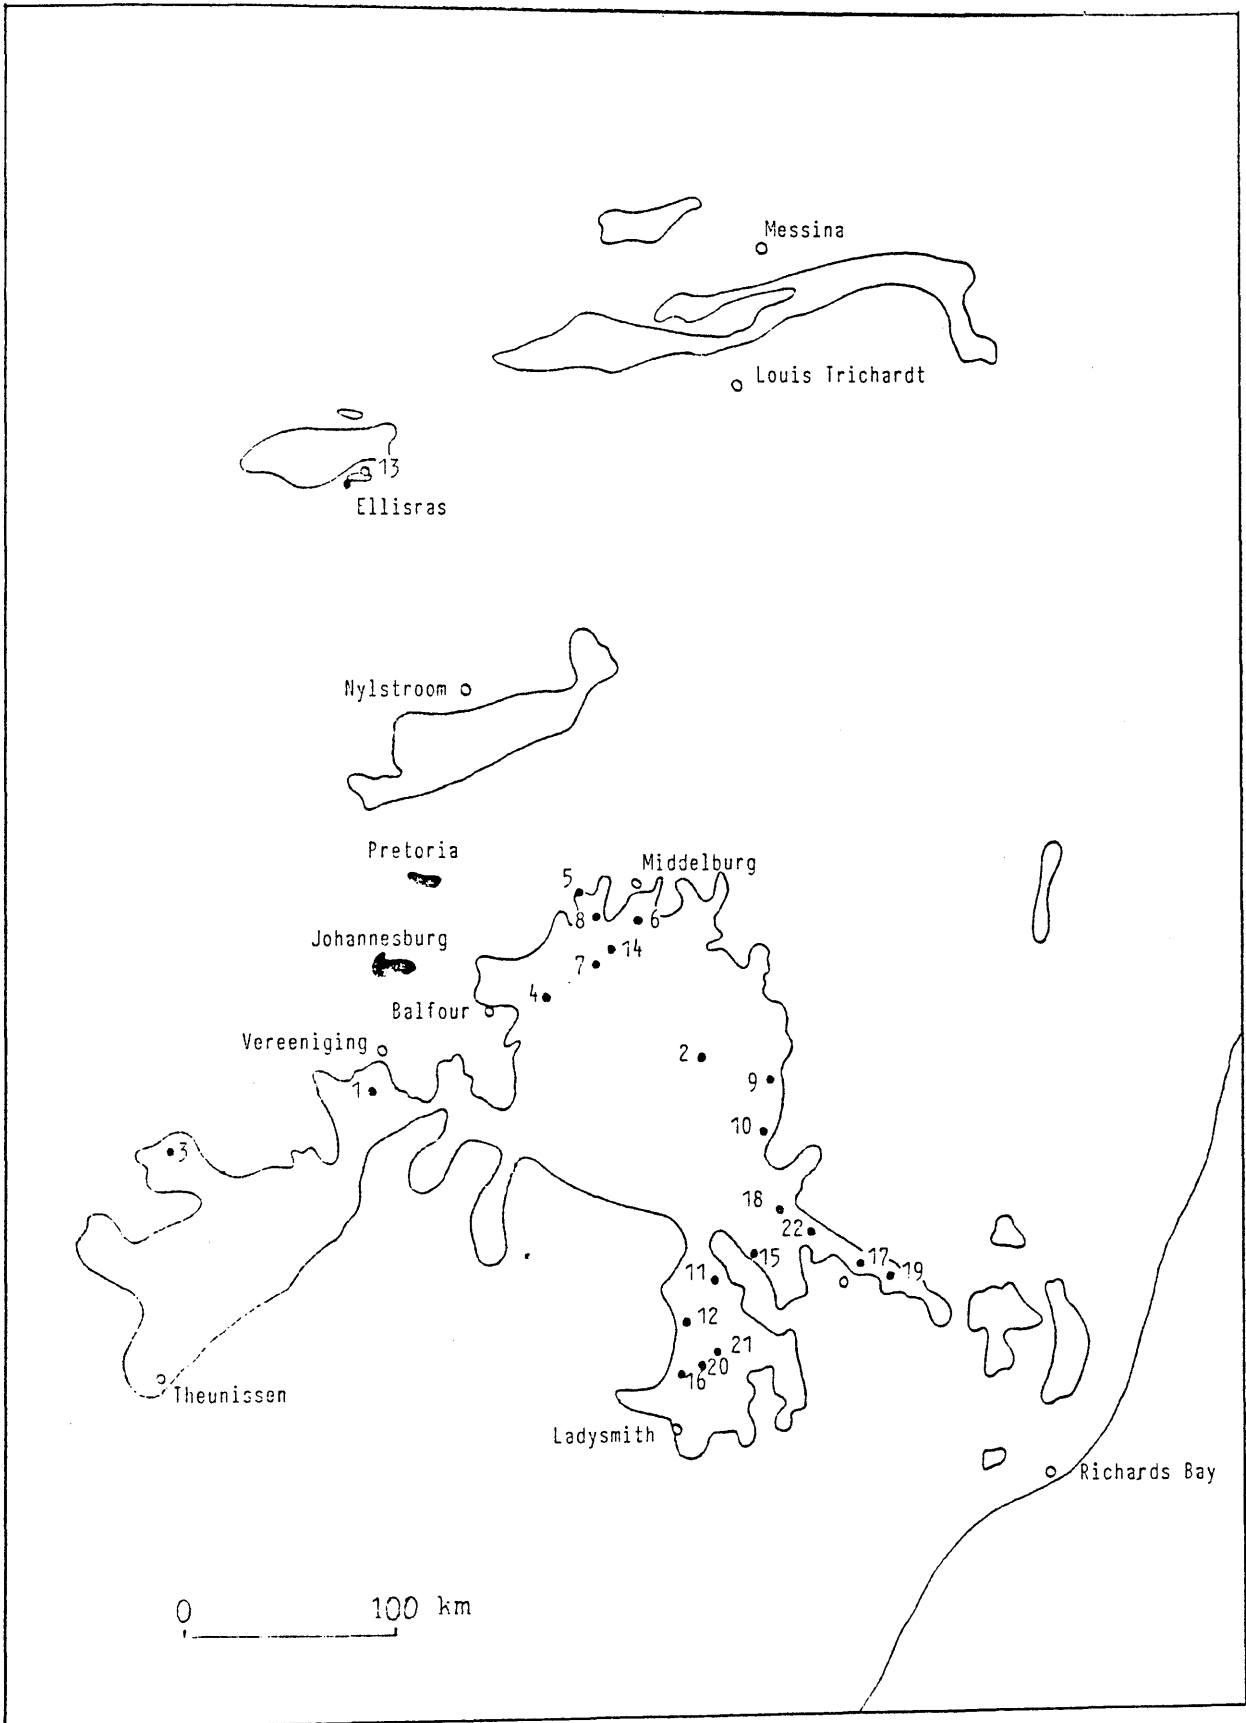 Messina
Louis Trichardt
13
Ellisras
Nylstroom
Pretoria
Middelburg
5
8
6
Johannesburg
14
7
4
Balfour
Vereeniging
2
9
1
10
3
18
22
15
17
11
19
12
21
20
16
Theunissen
Ladysmith
Richards Bay
0 100 km